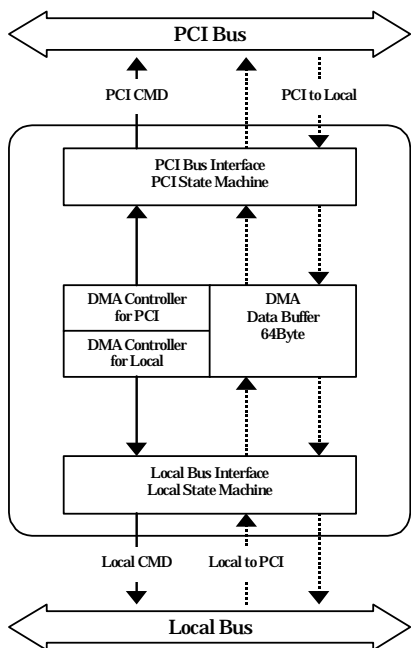 PCI Bus
PCI CMD
PCI to Local
PCI Bus Interface
PCI State Machine
DMA Controller
for PCI
DMA Controller
for Local
DMA
Data Buffer
64Byte
Local Bus Interface
Local State Machine
Local CMD
Local to PCI
Local Bus